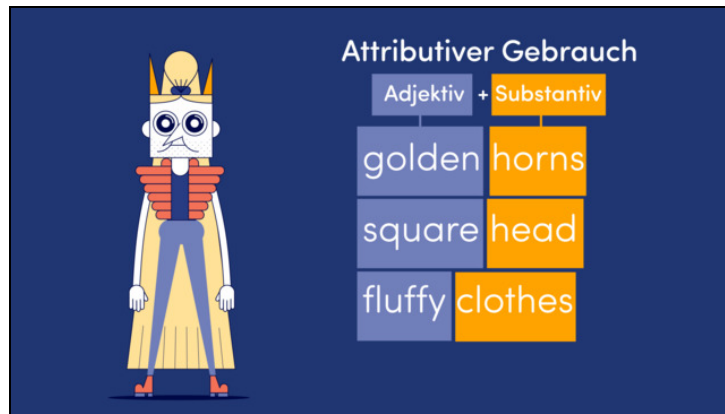 Attributiver Gebrauch
Adjektiv + Substantiv
golden horns
square head
fluffy clothes